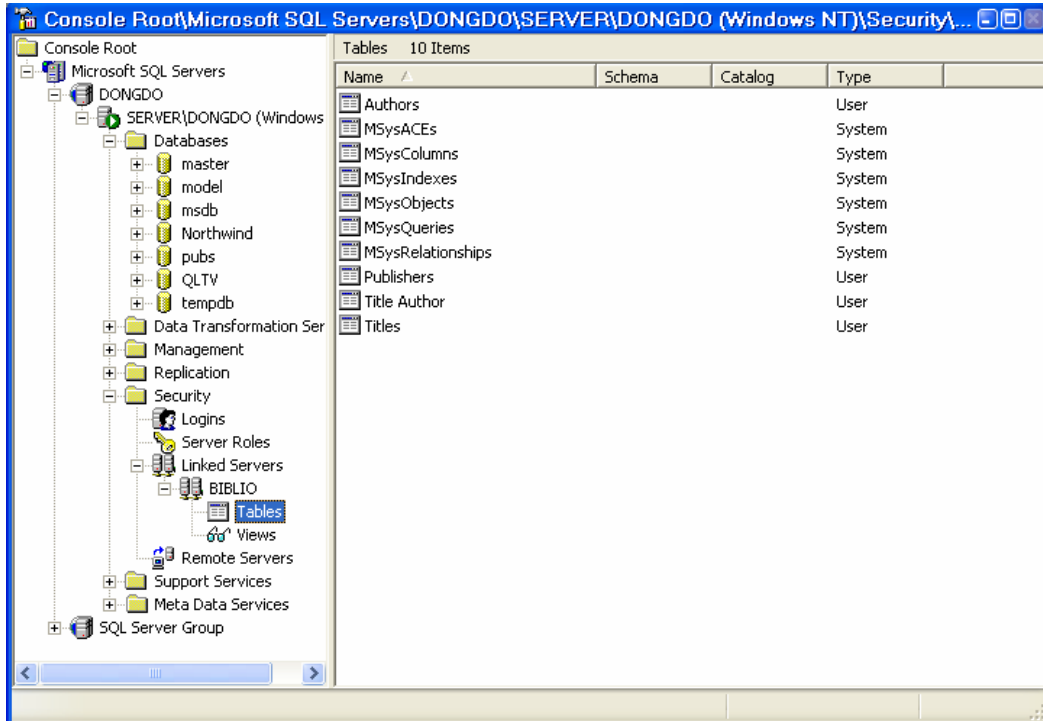 Console Root\Microsoft SQL Servers\DONGDO\SERVER\DONGDO (Windows NT)\Security\...
Console Root
Microsoft SQL Servers
DONGDO
SERVER\DONGDO (Windows
Databases
master
model
msdb
Northwind
pubs
QLTV
tempdb
Data Transformation Ser
Management
Replication
Security
Logins
Server Roles
Linked Servers
BIBLIO
Tables
Views
Remote Servers
Support Services
Meta Data Services
SQL Server Group
Tables 10 Items
Name Schema Catalog Type
Authors User
MSysACEs System
MSysColumns System
MSysIndexes System
MSysObjects System
MSysQueries System
MSysRelationships System
Publishers User
Title Author User
Titles User